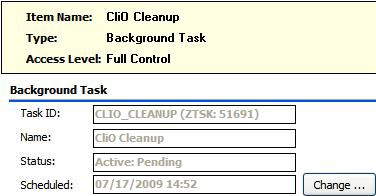 Item Name: CliO Cleanup
Type: Background Task
Access Level: Full Control
Background Task
Task ID: CLIO_CLEANUP (ZTSK: 51691)
Name: CliO Cleanup
Status: Active: Pending
Scheduled: 07/17/2009 14:52 Change ...